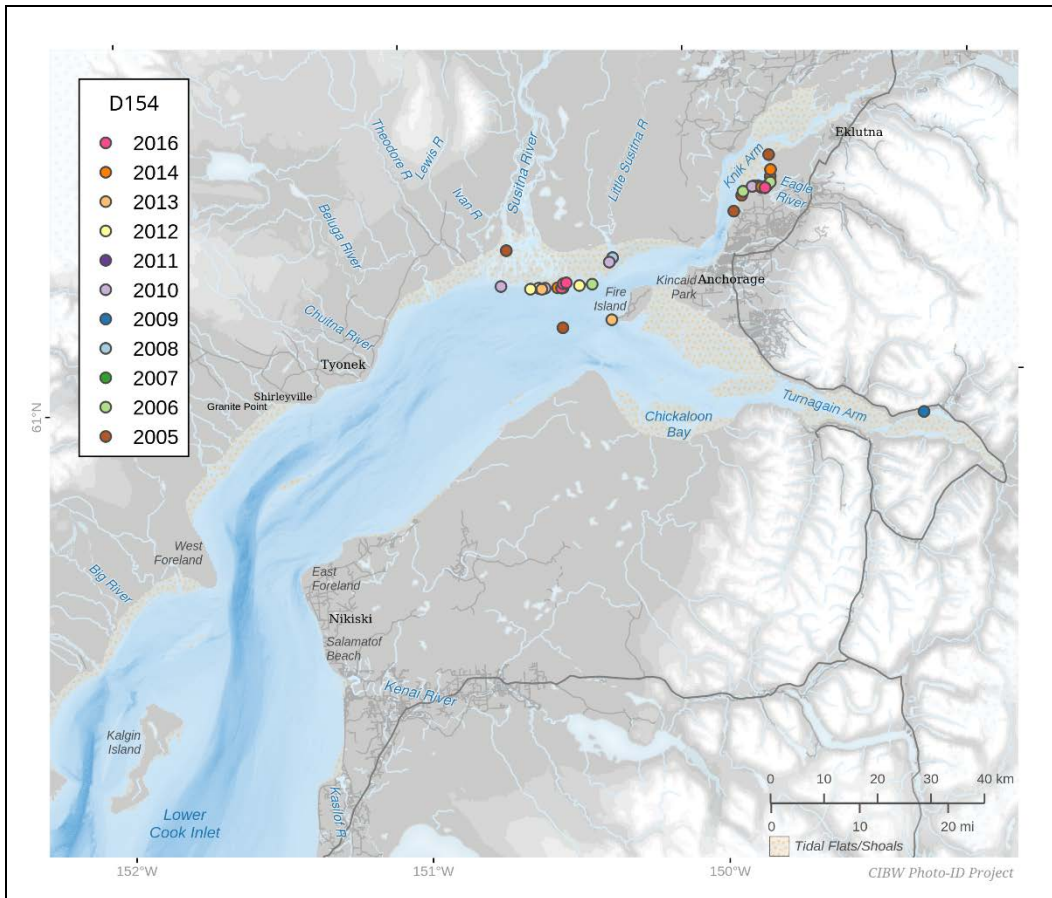 D154
2016
2014
2013
2012
2011
2010
2009
2008
2007
2006
2005
Theodore R
Lewis R
Ivan R
Susitna River
Little Susitna R
Knik Arm
Eklutna
Eagle
River
Beluga River
Chuitna River
Kincaid
Park
Anchorage
Fire
Island
Tyonek
Shirleyville
Granite Point
61°N
Chickaloon
Bay
Turnagain Arm
West
Foreland
Big River
East
Foreland
Nikiski
Salamatof
Beach
Kenai River
Kalgin
Island
Lower
Cook Inlet
Kasilof R
0 10 20 30 40 km
0 10 20 mi
Tidal Flats/Shoals
CIBW Photo-ID Project
152°W 151°W 150°W